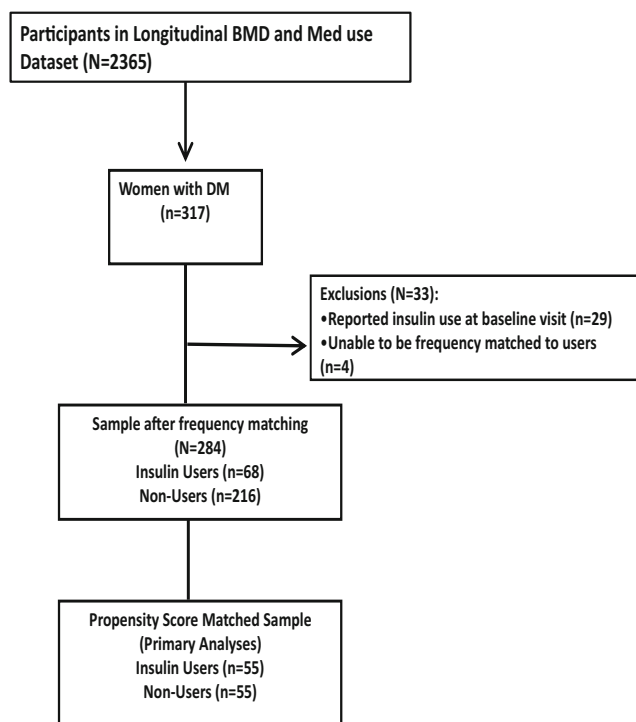 Participants in Longitudinal BMD and Med use
Dataset (N=2365)
Women with DM
(n=317)
Exclusions (N=33):
•Reported insulin use at baseline visit (n=29)
•Unable to be frequency matched to users
(n=4)
Sample after frequency matching
(N=284)
Insulin Users (n=68)
Non-Users (n=216)
Propensity Score Matched Sample
(Primary Analyses)
Insulin Users (n=55)
Non-Users (n=55)